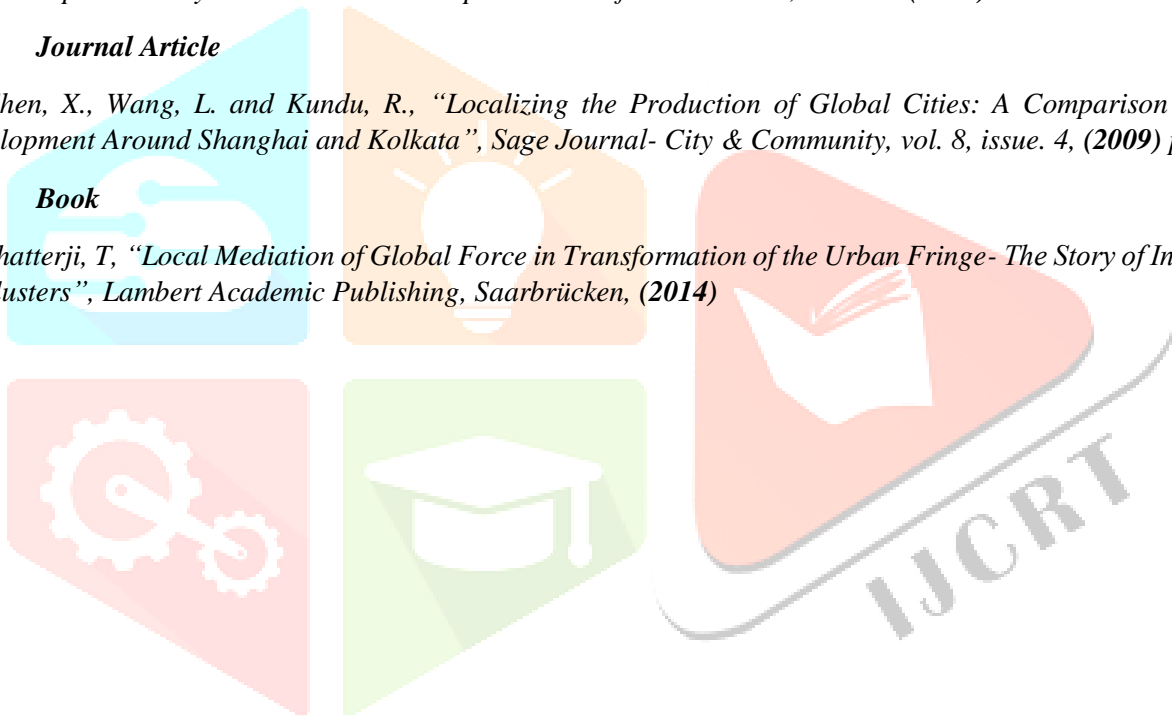 Journal Article
hen, X., Wang, L. and Kundu, R., “Localizing the Production of Global Cities: A Comparison
lopment Around Shanghai and Kolkata”, Sage Journal- City & Community, vol. 8, issue. 4, (2009)
Book
hatterji, T, “Local Mediation of Global Force in Transformation of the Urban Fringe- The Story of In
lusters”, Lambert Academic Publishing, Saarbrücken, (2014)
IJCRT